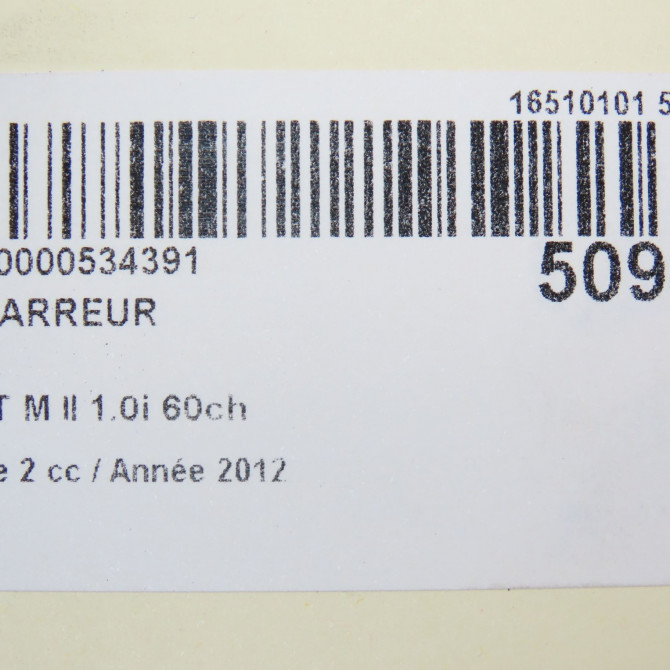 16510101 5
0000534391
509
ARREUR
T M II 1.0i 60ch
e 2 cc / Année 2012